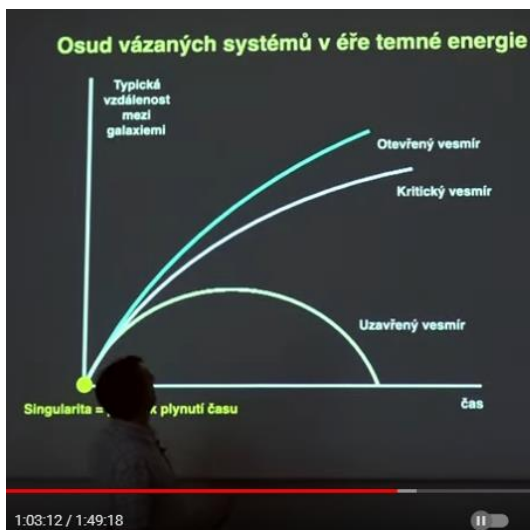 Osud vázaných systémů v éře temné energie
Typická
vzdálenost
mezi
galaxiemi
Otevřený vesmír
Kritický vesmír
Uzavřený vesmír
čas
Singularita = k plynutí času
1:03:12 / 1:49:18